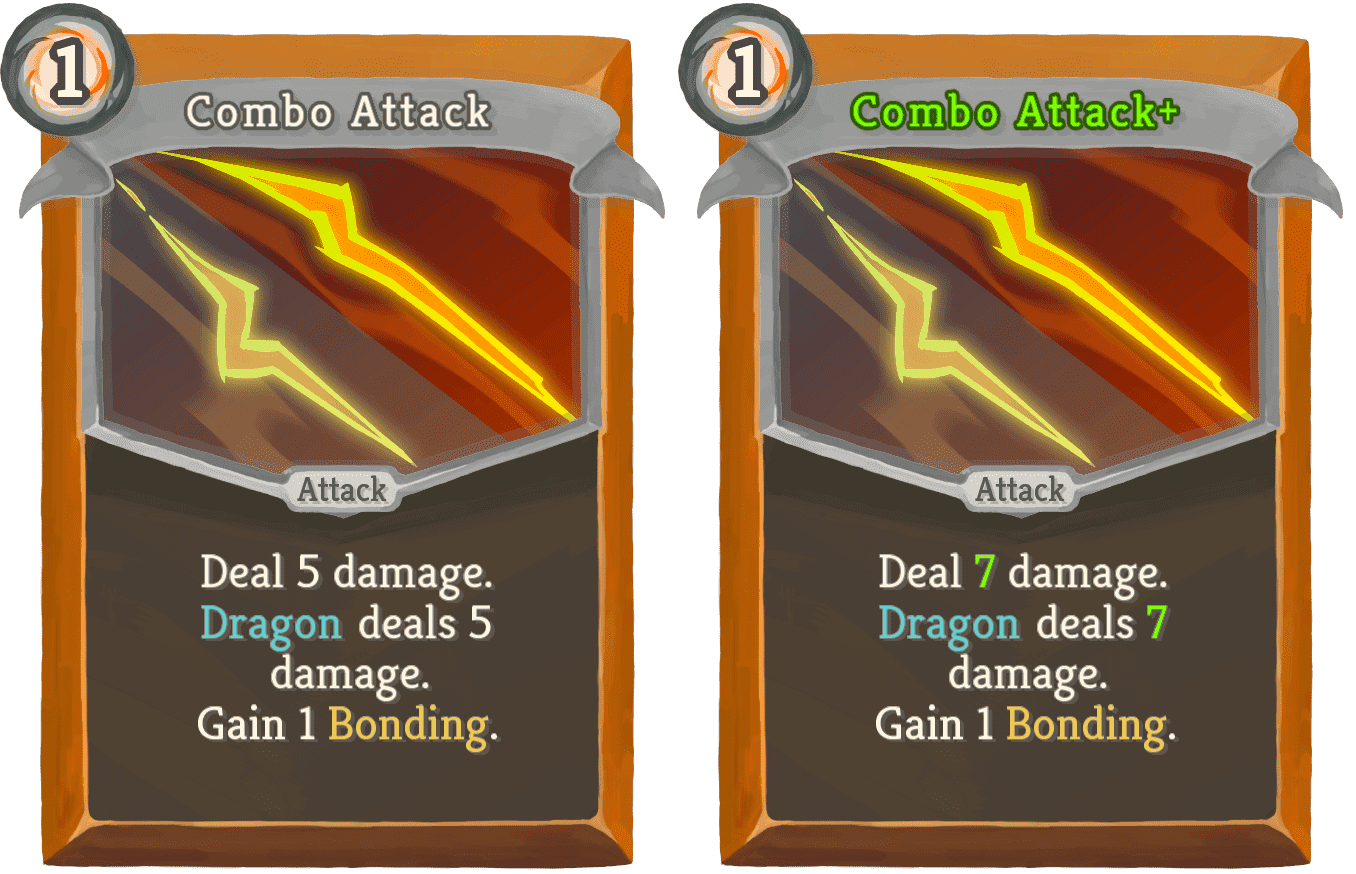 1
Combo Attack
Attack
Deal 5 damage.
Dragon deals 5
damage.
Gain 1 Bonding.
1
Combo Attack+
Attack
Deal 7 damage.
Dragon deals 7
damage.
Gain 1 Bonding.